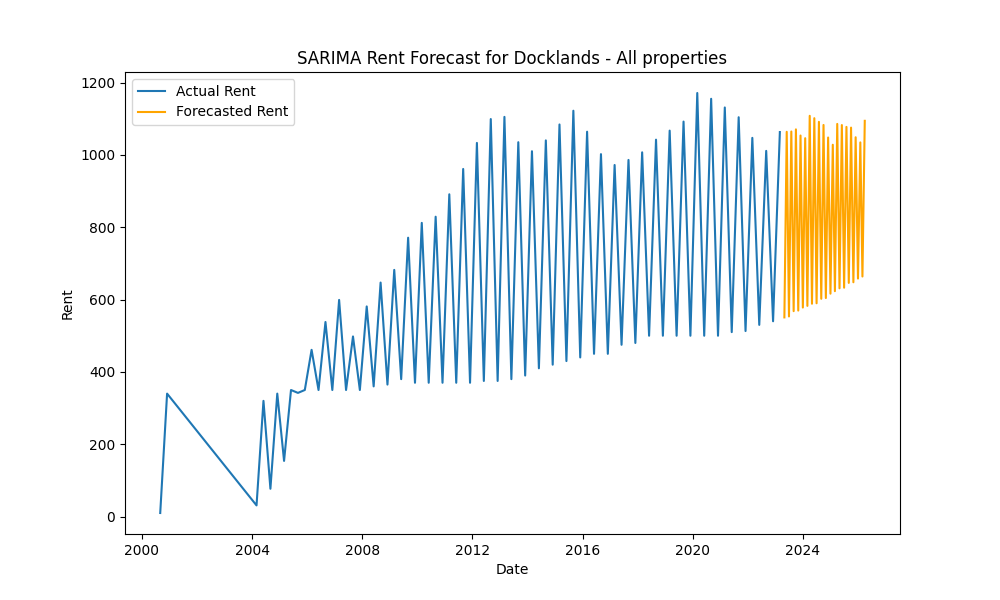 SARIMA Rent Forecast for Docklands - All properties
Actual Rent
Forecasted Rent
1200
1000
800
600
400
200
0
Rent
2000 2004 2008 2012 2016 2020 2024
Date